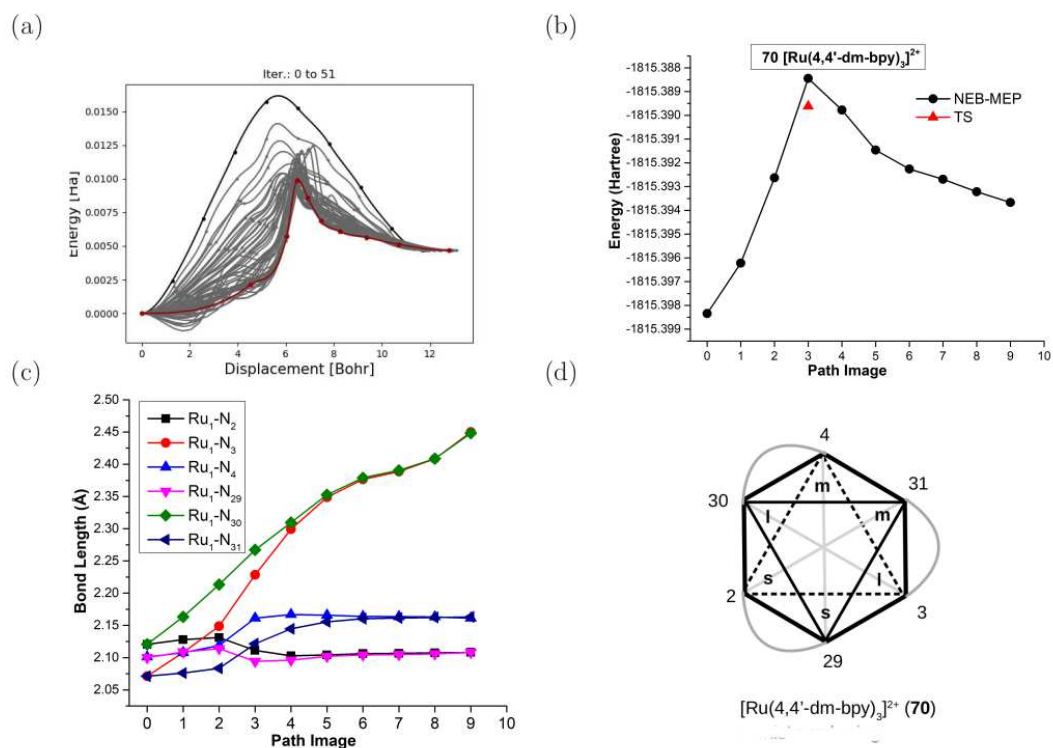 (a)
Iter.: 0 to 51
Energy [Ha]
0.0150
0.0125
0.0100
0.0075
0.0050
0.0025
0.0000
0 2 4 6 8 10 12
Displacement [Bohr]
(b)
70 [Ru(4,4'-dm-bpy)3]2+
NEB-MEP
TS
Energy (Hartree)
-1815.388
-1815.389
-1815.390
-1815.391
-1815.392
-1815.393
-1815.394
-1815.395
-1815.396
-1815.397
-1815.398
-1815.399
0 1 2 3 4 5 6 7 8 9 10
Path Image
(c)
Bond Length (Å)
2.50
2.45
2.40
2.35
2.30
2.25
2.20
2.15
2.10
2.05
Ru1-N2
Ru1-N3
Ru1-N4
Ru1-N29
Ru1-N30
Ru1-N31
0 1 2 3 4 5 6 7 8 9 10
Path Image
(d)
4
30 m 31
l m
s l
2 s 3
29
[Ru(4,4'-dm-bpy)3]2+ (70)